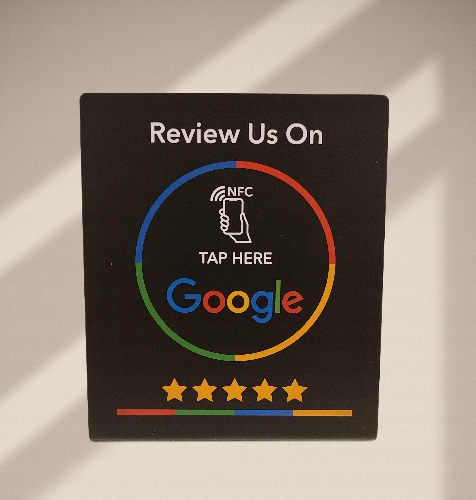 Review Us On
NFC
TAP HERE
Google